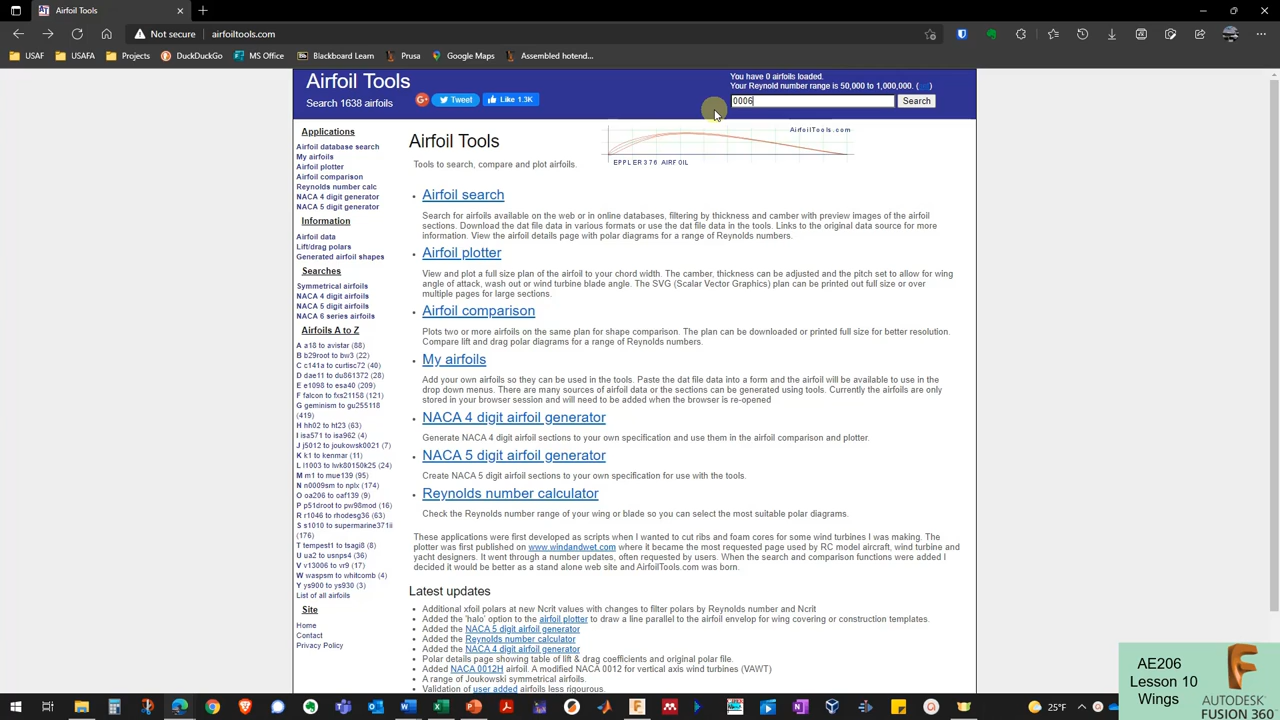 Airfoil Tools
Not secure
airfoiltools.com
USAF
USAFA
Projects
DuckDuckGo
MS Office
Blackboard Learn
Prusa
Google Maps
Assembled hotend...
Airfoil Tools
Search 1638 airfoils
Tweet
Like 1.3K
You have 0 airfoils loaded.
Your Reynold number range is 50,000 to 1,000,000. ( )
0006
Search
Applications
Airfoil database search
My airfoils
Airfoil plotter
Airfoil comparison
Reynolds number calc
NACA 4 digit generator
NACA 5 digit generator
Information
Airfoil data
Lift/drag polars
Generated airfoil shapes
Searches
Symmetrical airfoils
NACA 4 digit airfoils
NACA 5 digit airfoils
NACA 6 series airfoils
Airfoils A to Z
A a18 to avistar (88)
B b29root to bw3 (22)
C c141a to curtisc72 (40)
D dae11 to du861372 (28)
E e1098 to esa40 (209)
F falcon to fxs21158 (121)
G geminism to gu255118
(419)
H hh02 to ht23 (63)
I isa571 to isa962 (4)
J j5012 to joukowsk0021 (7)
K k1 to kenmar (11)
L l1003 to lwk80150k25 (24)
M m1 to mue139 (95)
N n0009sm to nplx (174)
O oa206 to oaf139 (9)
P p51droot to pw98mod (16)
R r1046 to rhodesg36 (63)
S s1010 to supermarine371ii
(176)
T tempest1 to tsagi8 (8)
U ua2 to usnps4 (36)
V v13006 to vr9 (17)
W waspsm to whitcomb (4)
Y ys900 to ys930 (3)
List of all airfoils
Site
Home
Contact
Privacy Policy
Airfoil Tools
Tools to search, compare and plot airfoils.
AirfoilTools.com
EPPLER 376 AIRFOIL
Airfoil search
Search for airfoils available on the web or in online databases, filtering by thickness and camber with preview images of the airfoil
sections. Download the dat file data in various formats or use the dat file data in the tools. Links to the original data source for more
information. View the airfoil details page with polar diagrams for a range of Reynolds numbers.
Airfoil plotter
View and plot a full size plan of the airfoil to your chord width. The camber, thickness can be adjusted and the pitch set to allow for wing
angle of attack, wash out or wind turbine blade angle. The SVG (Scalar Vector Graphics) plan can be printed out full size or over
multiple pages for large sections.
Airfoil comparison
Plots two or more airfoils on the same plan for shape comparison. The plan can be downloaded or printed full size for better resolution.
Compare lift and drag polar diagrams for a range of Reynolds numbers.
My airfoils
Add your own airfoils so they can be used in the tools. Paste the dat file data into a form and the airfoil will be available to use in the
drop down menus. There are many sources of airfoil data or the sections can be generated using tools. Currently the airfoils are only
stored in your browser session and will need to be added when the browser is re-opened
NACA 4 digit airfoil generator
Generate NACA 4 digit airfoil sections to your own specification and use them in the airfoil comparison and plotter.
NACA 5 digit airfoil generator
Create NACA 5 digit airfoil sections to your own specification for use with the tools.
Reynolds number calculator
Check the Reynolds number range of your wing or blade so you can select the most suitable polar diagrams.
These applications were first developed as scripts when I wanted to cut ribs and foam cores for some wind turbines I was making. The
plotter was first published on www.windandwet.com where it became the most requested page used by RC model aircraft, wind turbine and
yacht designers. It went through a number updates, often requested by users. When the search and comparison functions were added I
decided it would be better as a stand alone web site and AirfoilTools.com was born.
Latest updates
Additional xfoil polars at new Ncrit values with changes to filter polars by Reynolds number and Ncrit
Added the 'halo' option to the airfoil plotter to draw a line parallel to the airfoil envelop for wing covering or construction templates.
Added the NACA 5 digit airfoil generator
Added the Reynolds number calculator
Added the NACA 4 digit airfoil generator
Polar details page showing table of lift & drag coefficients and original polar file.
Added NACA 0012H airfoil. A modified NACA 0012 for vertical axis wind turbines (VAWT)
A range of Joukowski symmetrical airfoils.
Validation of user added airfoils less rigorous.
AE206
Lesson 10
Wings
AUTODESK
FUSION 360
25°F